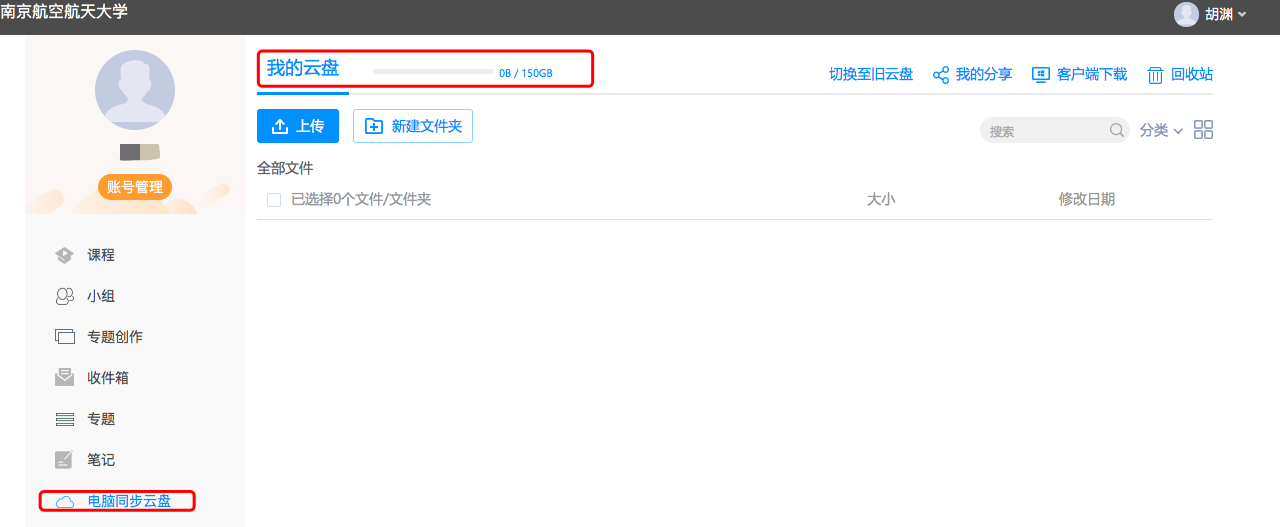 南京航空航天大学
胡渊
账号管理
课程
小组
专题创作
收件箱
专题
笔记
电脑同步云盘
我的云盘 0B / 150GB
切换至旧云盘 我的分享 客户端下载 回收站
上传 新建文件夹
搜索 分类
全部文件
已选择0个文件/文件夹 大小 修改日期